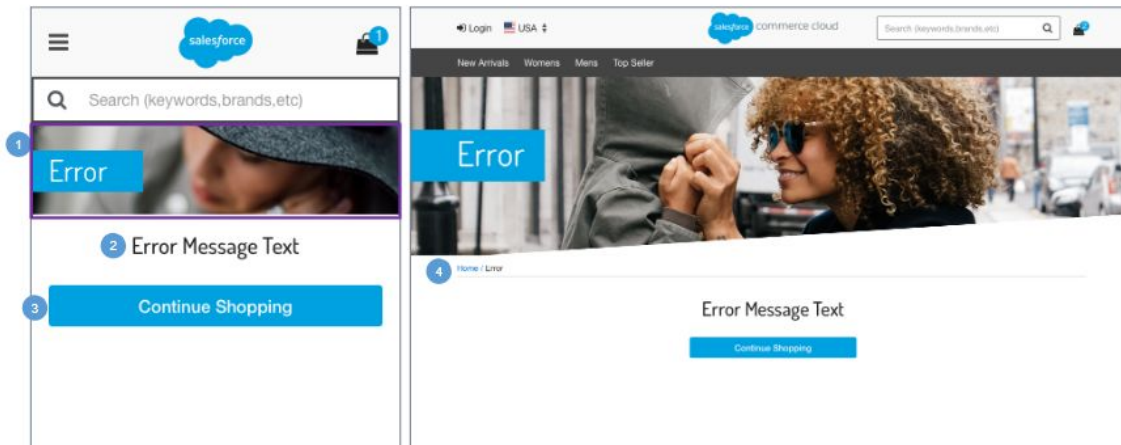 salesforce
1
Search (keywords,brands,etc)
1
Error
2
Error Message Text
3
Continue Shopping
Login
USA
salesforce commerce cloud
Search (keywords,brands,etc)
2
New Arrivals Womens Mens Top Seller
Error
4
Home / Error
Error Message Text
Continue Shopping